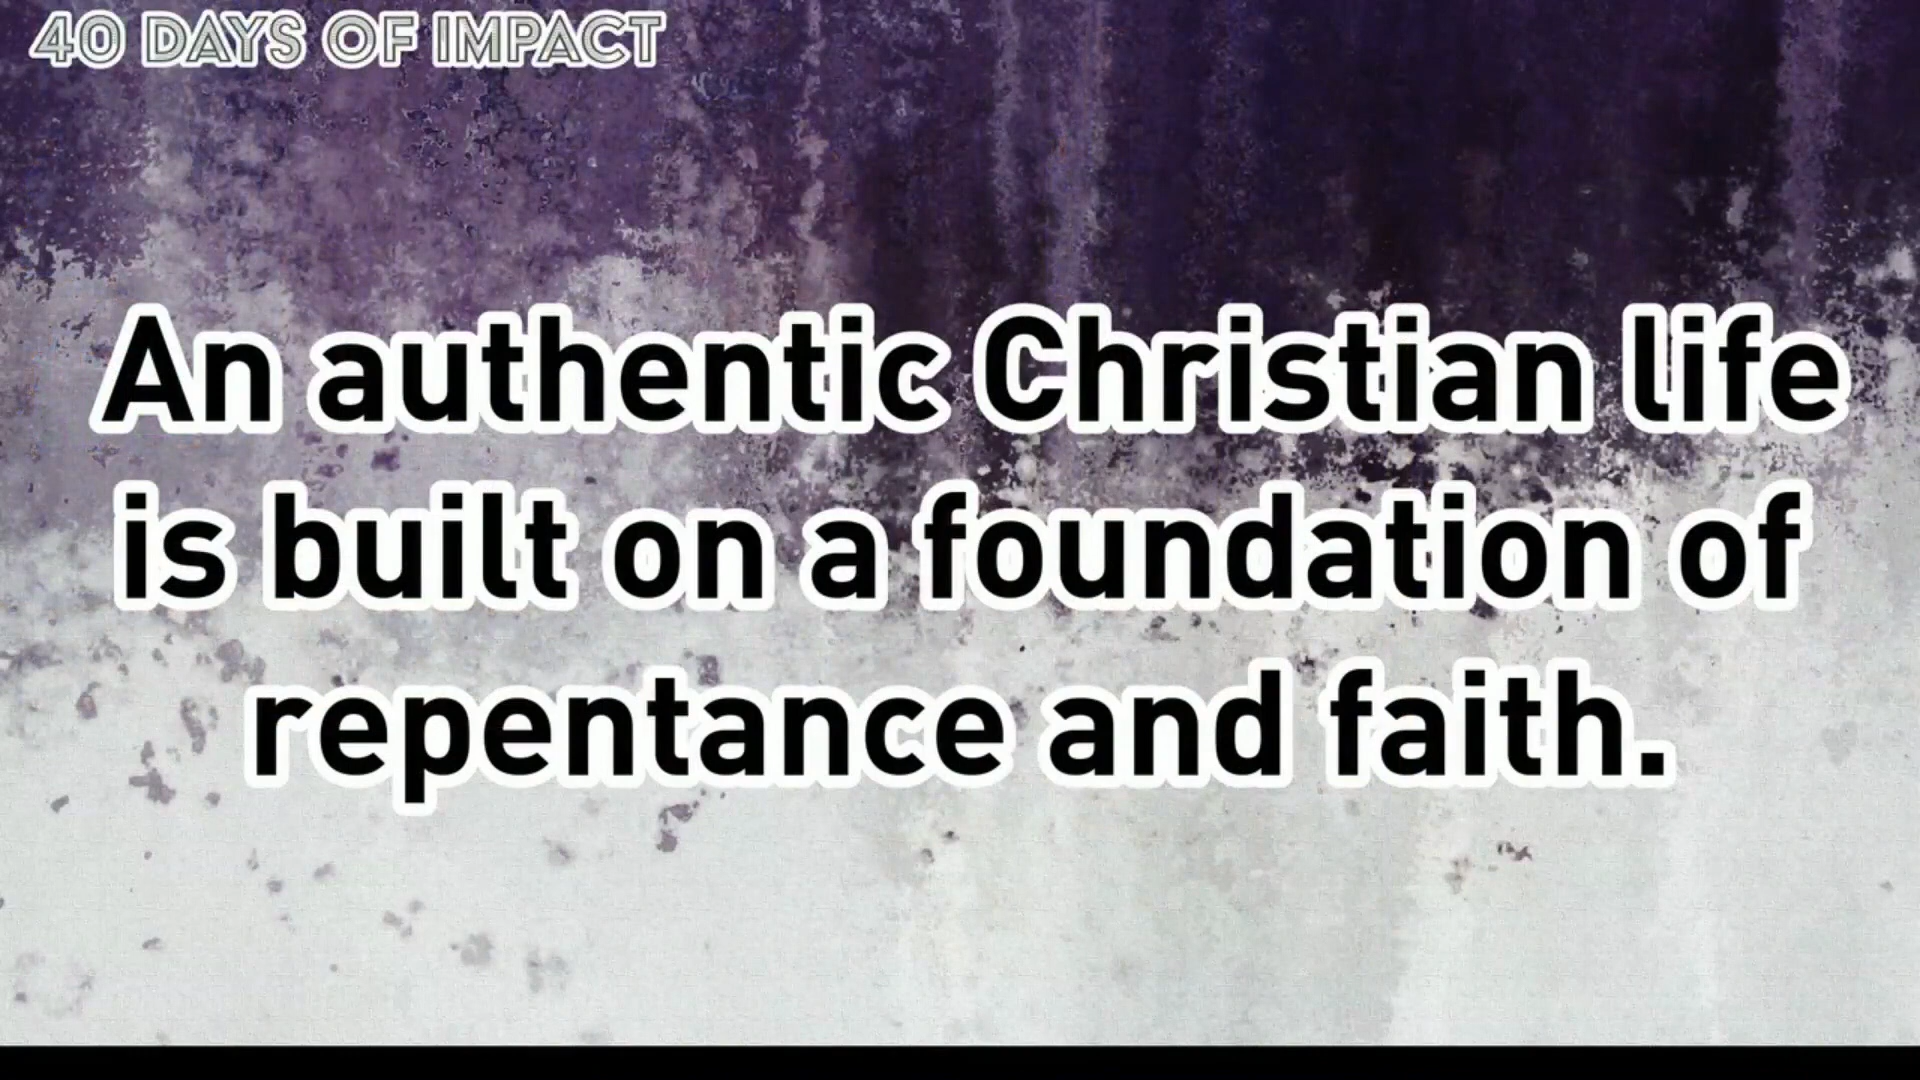 40 DAYS OF IMPACT
An authentic Christian life
is built on a foundation of
repentance and faith.